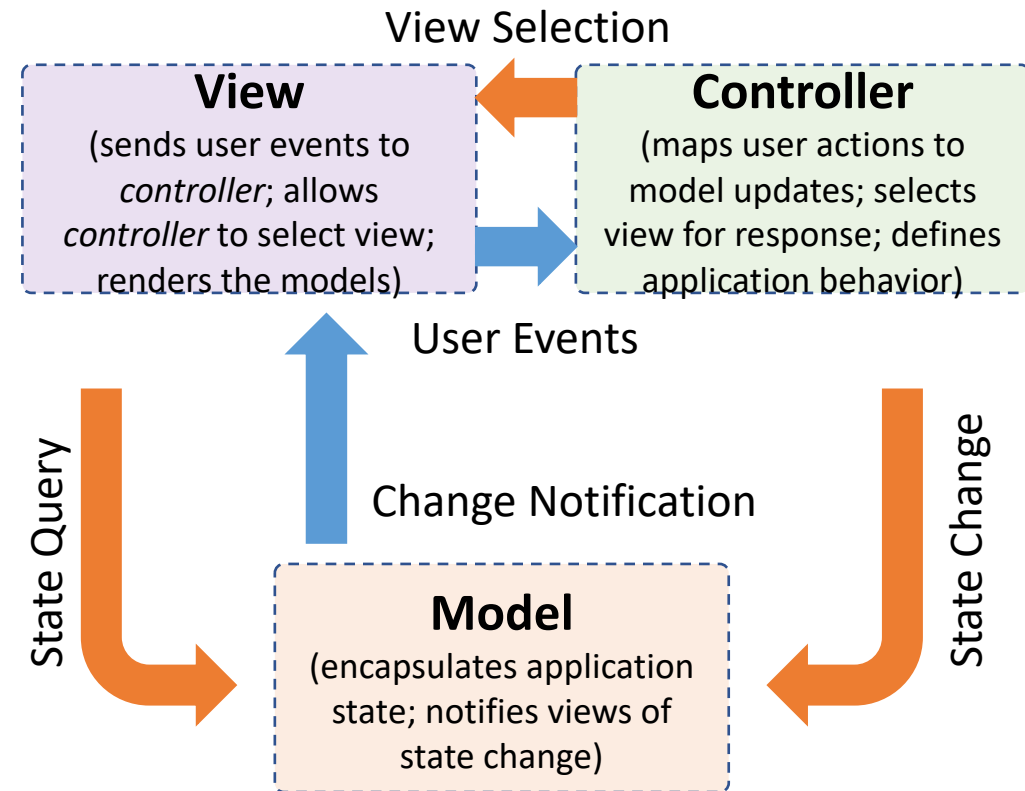 View Selection
View
(sends user events to
controller; allows
controller to select view;
renders the models)
Controller
(maps user actions to
model updates; selects
view for response; defines
application behavior)
User Events
State Query
Change Notification
State Change
Model
(encapsulates application
state; notifies views of
state change)